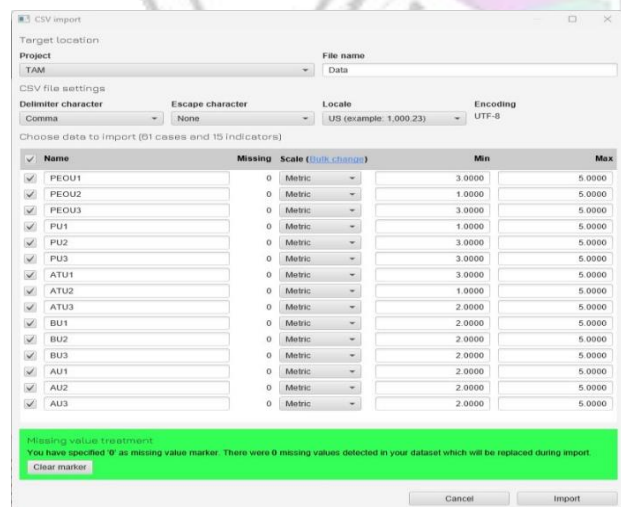 CSV import
Target location
Project File name
TAM Data
CSV file settings
Delimiter character Escape character Locale Encoding
Comma None US (example: 1,000.23) UTF-8
Choose data to import (61 cases and 15 indicators)
Name Missing Scale (Bulk change) Min Max
PEOU1 0 Metric 3.0000 5.0000
PEOU2 0 Metric 1.0000 5.0000
PEOU3 0 Metric 3.0000 5.0000
PU1 0 Metric 1.0000 5.0000
PU2 0 Metric 3.0000 5.0000
PU3 0 Metric 3.0000 5.0000
ATU1 0 Metric 3.0000 5.0000
ATU2 0 Metric 1.0000 5.0000
ATU3 0 Metric 2.0000 5.0000
BU1 0 Metric 2.0000 5.0000
BU2 0 Metric 2.0000 5.0000
BU3 0 Metric 2.0000 5.0000
AU1 0 Metric 2.0000 5.0000
AU2 0 Metric 2.0000 5.0000
AU3 0 Metric 2.0000 5.0000
Missing value treatment
You have specified '0' as missing value marker. There were 0 missing values detected in your dataset which will be replaced during import.
Clear marker
Cancel Import